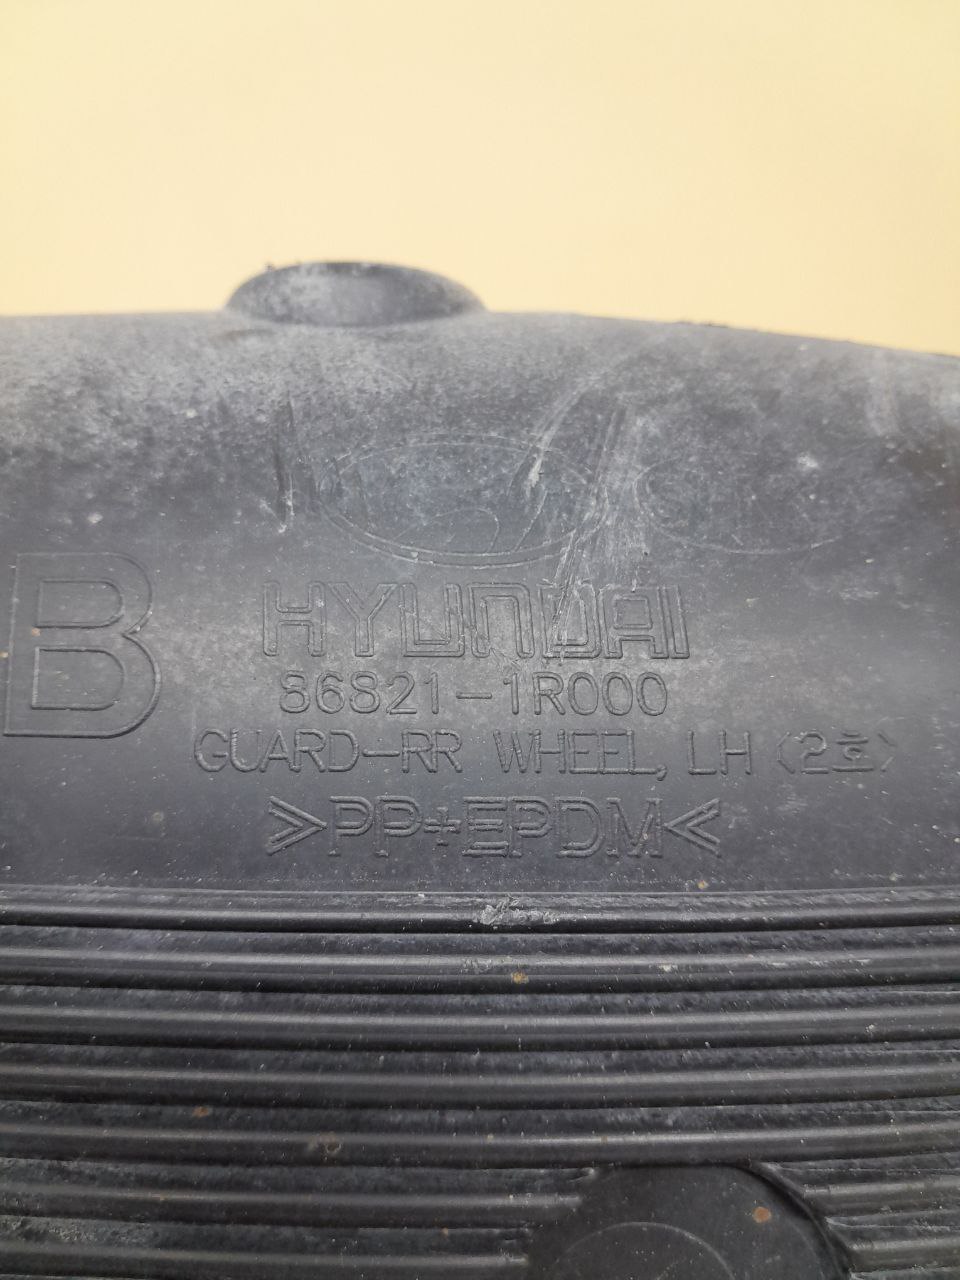 B
HYUNDAI
86821-1R000
GUARD-RR WHEEL, LH <2호>
>PP+EPDM<